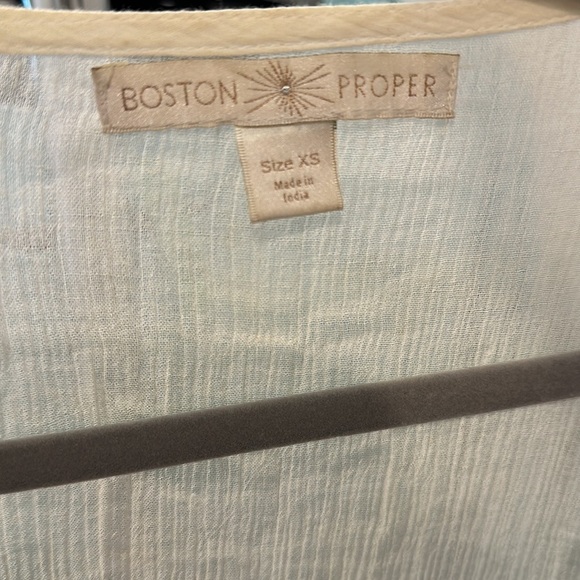 BOSTON PROPER
Size XS
Made in
India